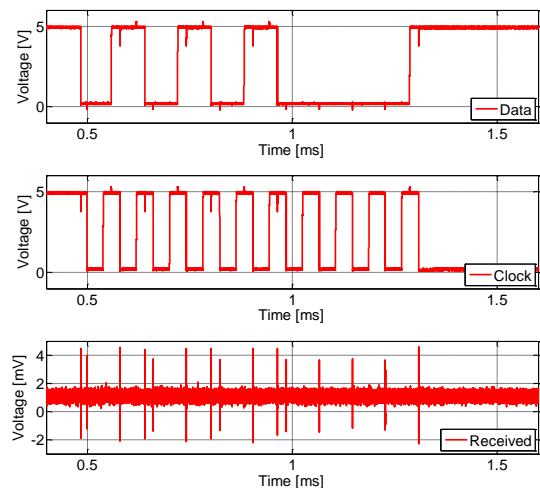 5
0
Voltage [V]
Data
0.5
1
1.5
Time [ms]
5
0
Voltage [V]
Clock
0.5
1
1.5
Time [ms]
4
2
0
-2
Voltage [mV]
Received
0.5
1
1.5
Time [ms]